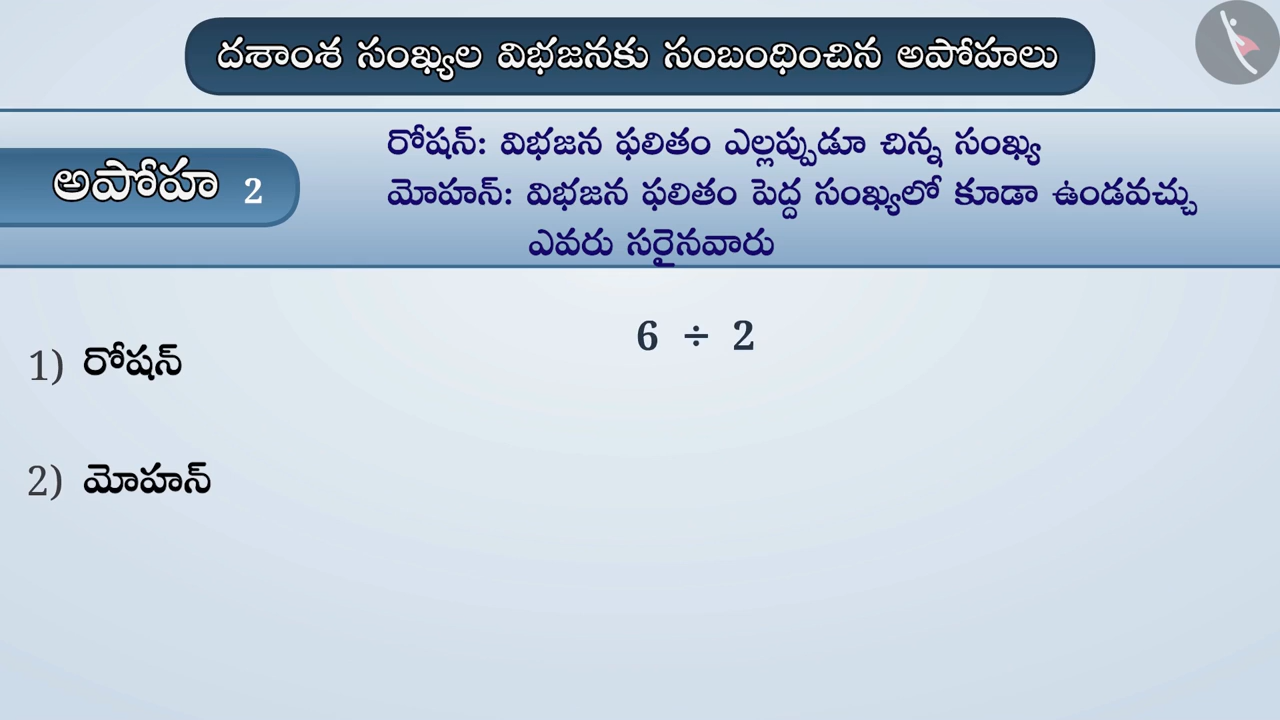 దశాంశ సంఖ్యల విభజనకు సంబంధించిన అపోహలు
అపోహ 2
రోషన్: విభజన ఫలితం ఎల్లప్పుడూ చిన్న సంఖ్య
మోహన్: విభజన ఫలితం పెద్ద సంఖ్యలో కూడా ఉండవచ్చు
ఎవరు సరైనవారు
6 ÷ 2
1) రోషన్
2) మోహన్